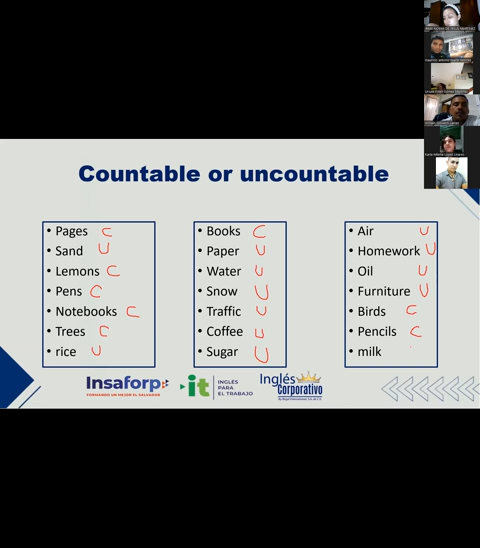 Countable or uncountable
• Pages C
• Sand U
• Lemons C
• Pens C
• Notebooks C
• Trees C
• rice U
• Books C
• Paper U
• Water U
• Snow U
• Traffic U
• Coffee U
• Sugar U
• Air U
• Homework U
• Oil U
• Furniture U
• Birds C
• Pencils C
• milk
Insaforp
FORMANDO UN MEJOR EL SALVADOR
it
INGLÉS
PARA
EL TRABAJO
Inglés
Corporativo